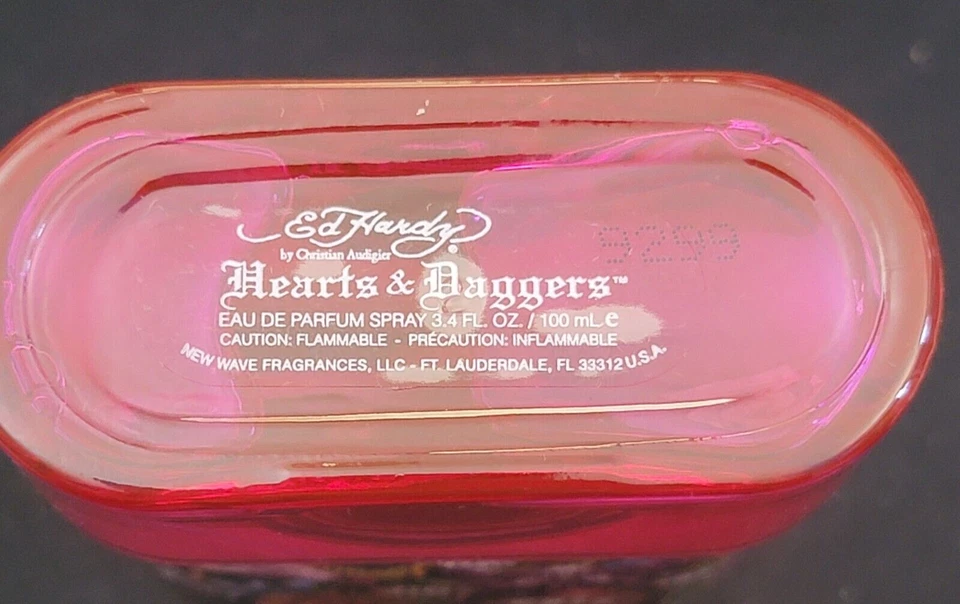 Ed Hardy®
by Christian Audigier
Hearts & Daggers™
EAU DE PARFUM SPRAY 3.4 FL. OZ. / 100 mL ℮
CAUTION: FLAMMABLE - PRÉCAUTION: INFLAMMABLE
NEW WAVE FRAGRANCES, LLC - FT. LAUDERDALE, FL 33312 U.S.A.
9299